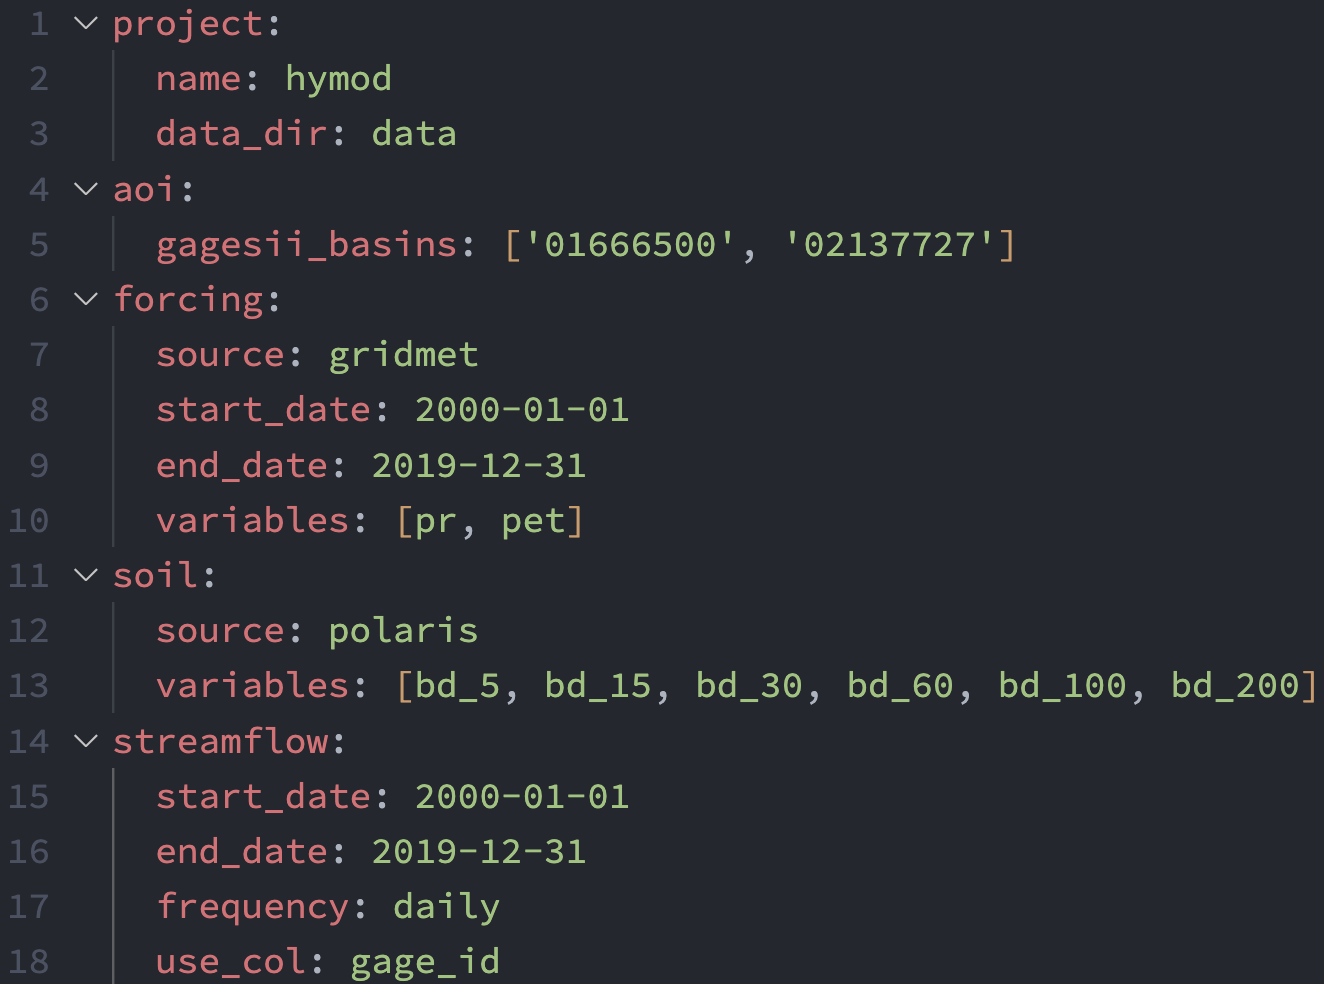 1 project:
2   name: hymod
3   data_dir: data
4 aoi:
5   gagesii_basins: ['01666500', '02137727']
6 forcing:
7   source: gridmet
8   start_date: 2000-01-01
9   end_date: 2019-12-31
10   variables: [pr, pet]
11 soil:
12   source: polaris
13   variables: [bd_5, bd_15, bd_30, bd_60, bd_100, bd_200]
14 streamflow:
15   start_date: 2000-01-01
16   end_date: 2019-12-31
17   frequency: daily
18   use_col: gage_id